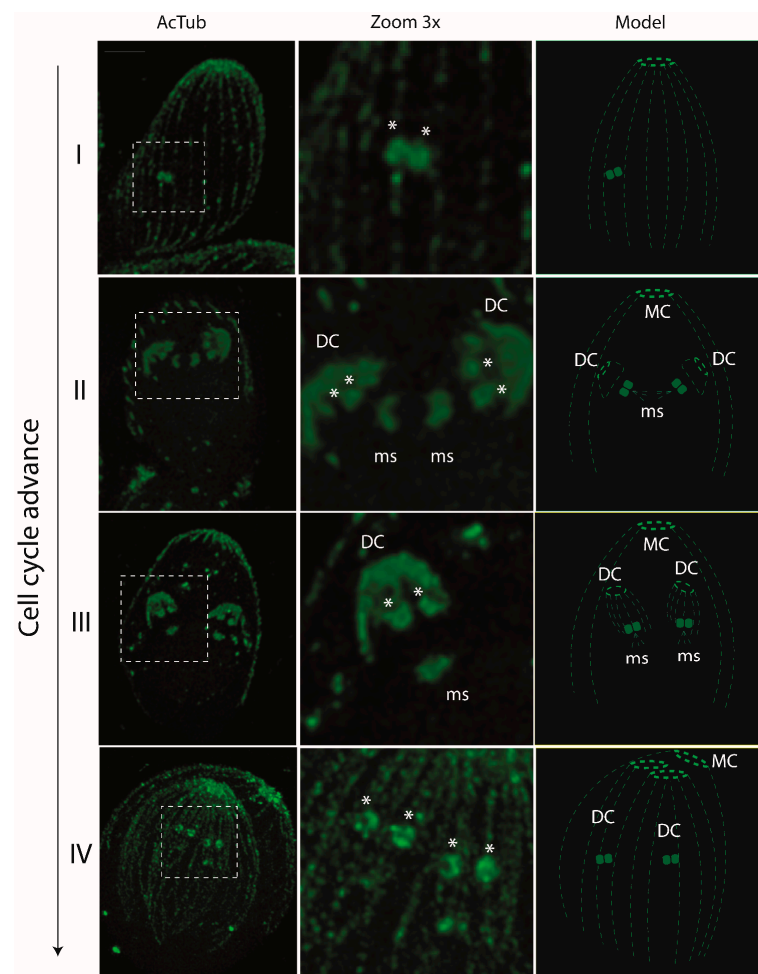 AcTub Zoom 3x Model
Cell cycle advance
I
* *
II
DC
DC
* *
*
*
ms ms
MC
DC
DC
ms
III
DC
* *
ms
MC
DC
DC
ms
ms
IV
* * * *
MC
DC
DC